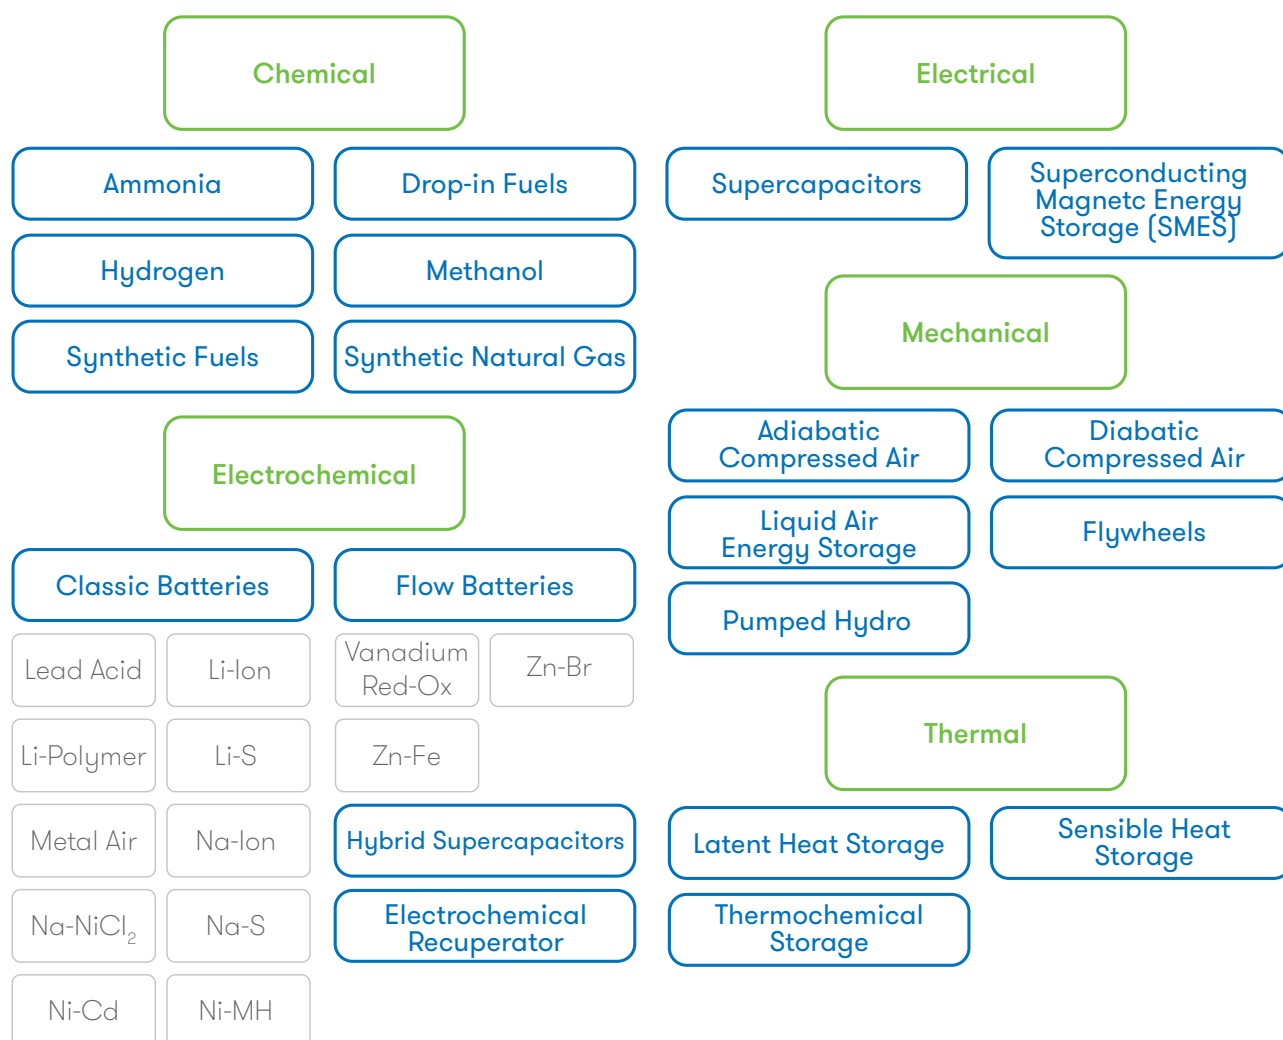 Chemical
Ammonia
Drop-in Fuels
Hydrogen
Methanol
Synthetic Fuels
Synthetic Natural Gas
Electrochemical
Classic Batteries
Flow Batteries
Lead Acid
Li-Ion
Vanadium
Red-Ox
Zn-Br
Li-Polymer
Li-S
Zn-Fe
Metal Air
Na-Ion
Hybrid Supercapacitors
Na-NiCl₂
Na-S
Electrochemical
Recuperator
Ni-Cd
Ni-MH
Electrical
Supercapacitors
Superconducting
Magnetc Energy
Storage (SMES)
Mechanical
Adiabatic
Compressed Air
Diabatic
Compressed Air
Liquid Air
Energy Storage
Flywheels
Pumped Hydro
Thermal
Latent Heat Storage
Sensible Heat
Storage
Thermochemical
Storage